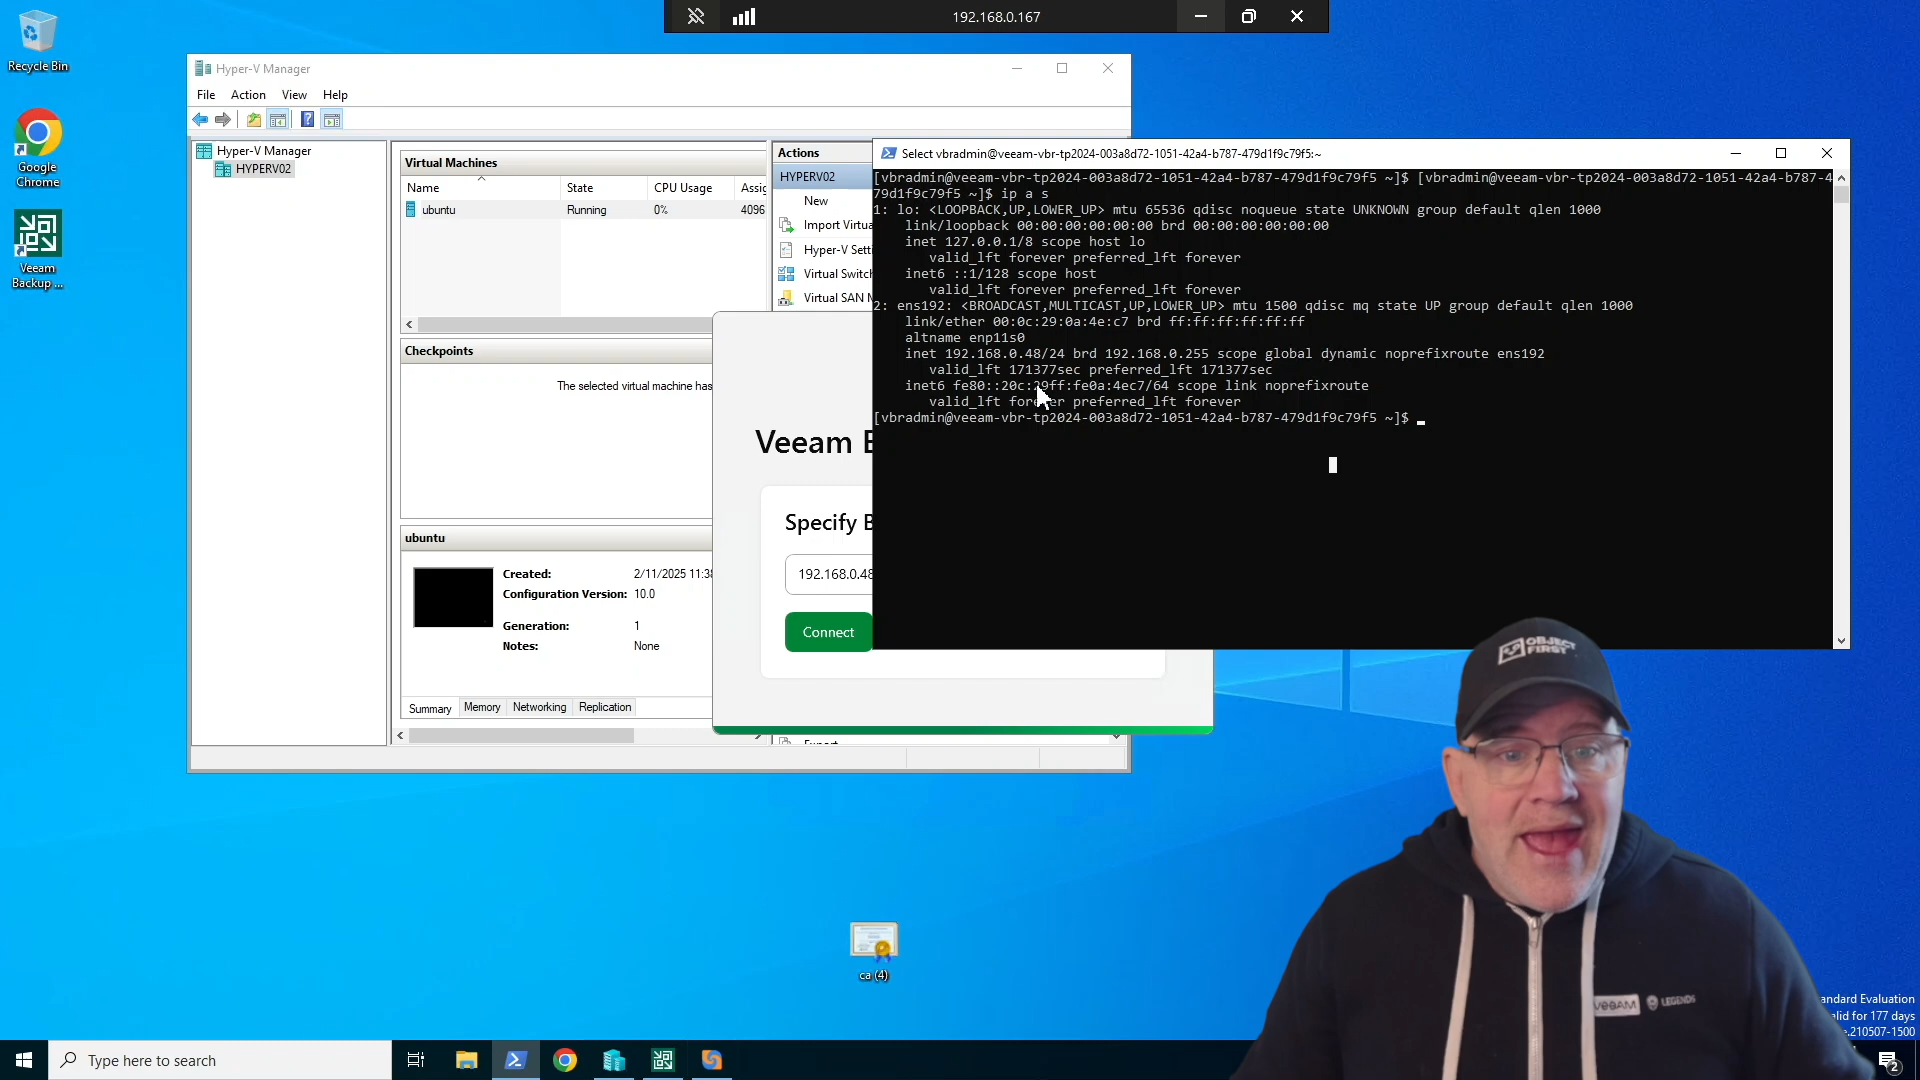 192.168.0.167
Recycle Bin
Google
Chrome
Veeam
Backup ...
Hyper-V Manager
File Action View Help
Hyper-V Manager
HYPERV02
Virtual Machines
Name State CPU Usage Assig
ubuntu Running 0% 4096
Checkpoints
The selected virtual machine has
ubuntu
Created: 2/11/2025 11:38
Configuration Version: 10.0
Generation: 1
Notes: None
Summary Memory Networking Replication
Actions
HYPERV02
New
Import Virtua
Hyper-V Setti
Virtual Switch
Virtual SAN M
Export
Veeam
Specify B
192.168.0.48
Connect
Select vbradmin@veeam-vbr-tp2024-003a8d72-1051-42a4-b787-479d1f9c79f5:~
[vbradmin@veeam-vbr-tp2024-003a8d72-1051-42a4-b787-479d1f9c79f5 ~]$ [vbradmin@veeam-vbr-tp2024-003a8d72-1051-42a4-b787-4
79d1f9c79f5 ~]$ ip a s
1: lo: <LOOPBACK,UP,LOWER_UP> mtu 65536 qdisc noqueue state UNKNOWN group default qlen 1000
link/loopback 00:00:00:00:00:00 brd 00:00:00:00:00:00
inet 127.0.0.1/8 scope host lo
valid_lft forever preferred_lft forever
inet6 ::1/128 scope host
valid_lft forever preferred_lft forever
2: ens192: <BROADCAST,MULTICAST,UP,LOWER_UP> mtu 1500 qdisc mq state UP group default qlen 1000
link/ether 00:0c:29:0a:4e:c7 brd ff:ff:ff:ff:ff:ff
altname enp11s0
inet 192.168.0.48/24 brd 192.168.0.255 scope global dynamic noprefixroute ens192
valid_lft 171377sec preferred_lft 171377sec
inet6 fe80::20c:29ff:fe0a:4ec7/64 scope link noprefixroute
valid_lft forever preferred_lft forever
[vbradmin@veeam-vbr-tp2024-003a8d72-1051-42a4-b787-479d1f9c79f5 ~]$
ca (4)
OBJECT
FIRST
veeam LEGENDS
andard Evaluation
alid for 177 days
e.210507-1500
Type here to search
2